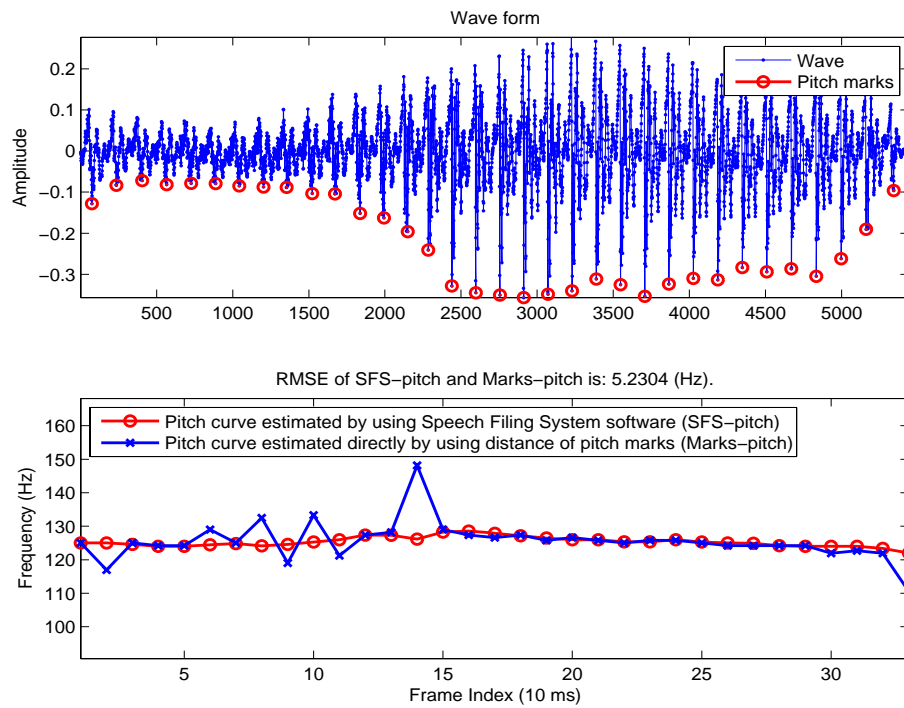 Wave form
0.2
0.1
0
−0.1
−0.2
−0.3
Amplitude
Wave
Pitch marks
500 1000 1500 2000 2500 3000 3500 4000 4500 5000
RMSE of SFS−pitch and Marks−pitch is: 5.2304 (Hz).
160
150
140
130
120
110
100
Frequency (Hz)
Pitch curve estimated by using Speech Filing System software (SFS−pitch)
Pitch curve estimated directly by using distance of pitch marks (Marks−pitch)
5 10 15 20 25 30
Frame Index (10 ms)